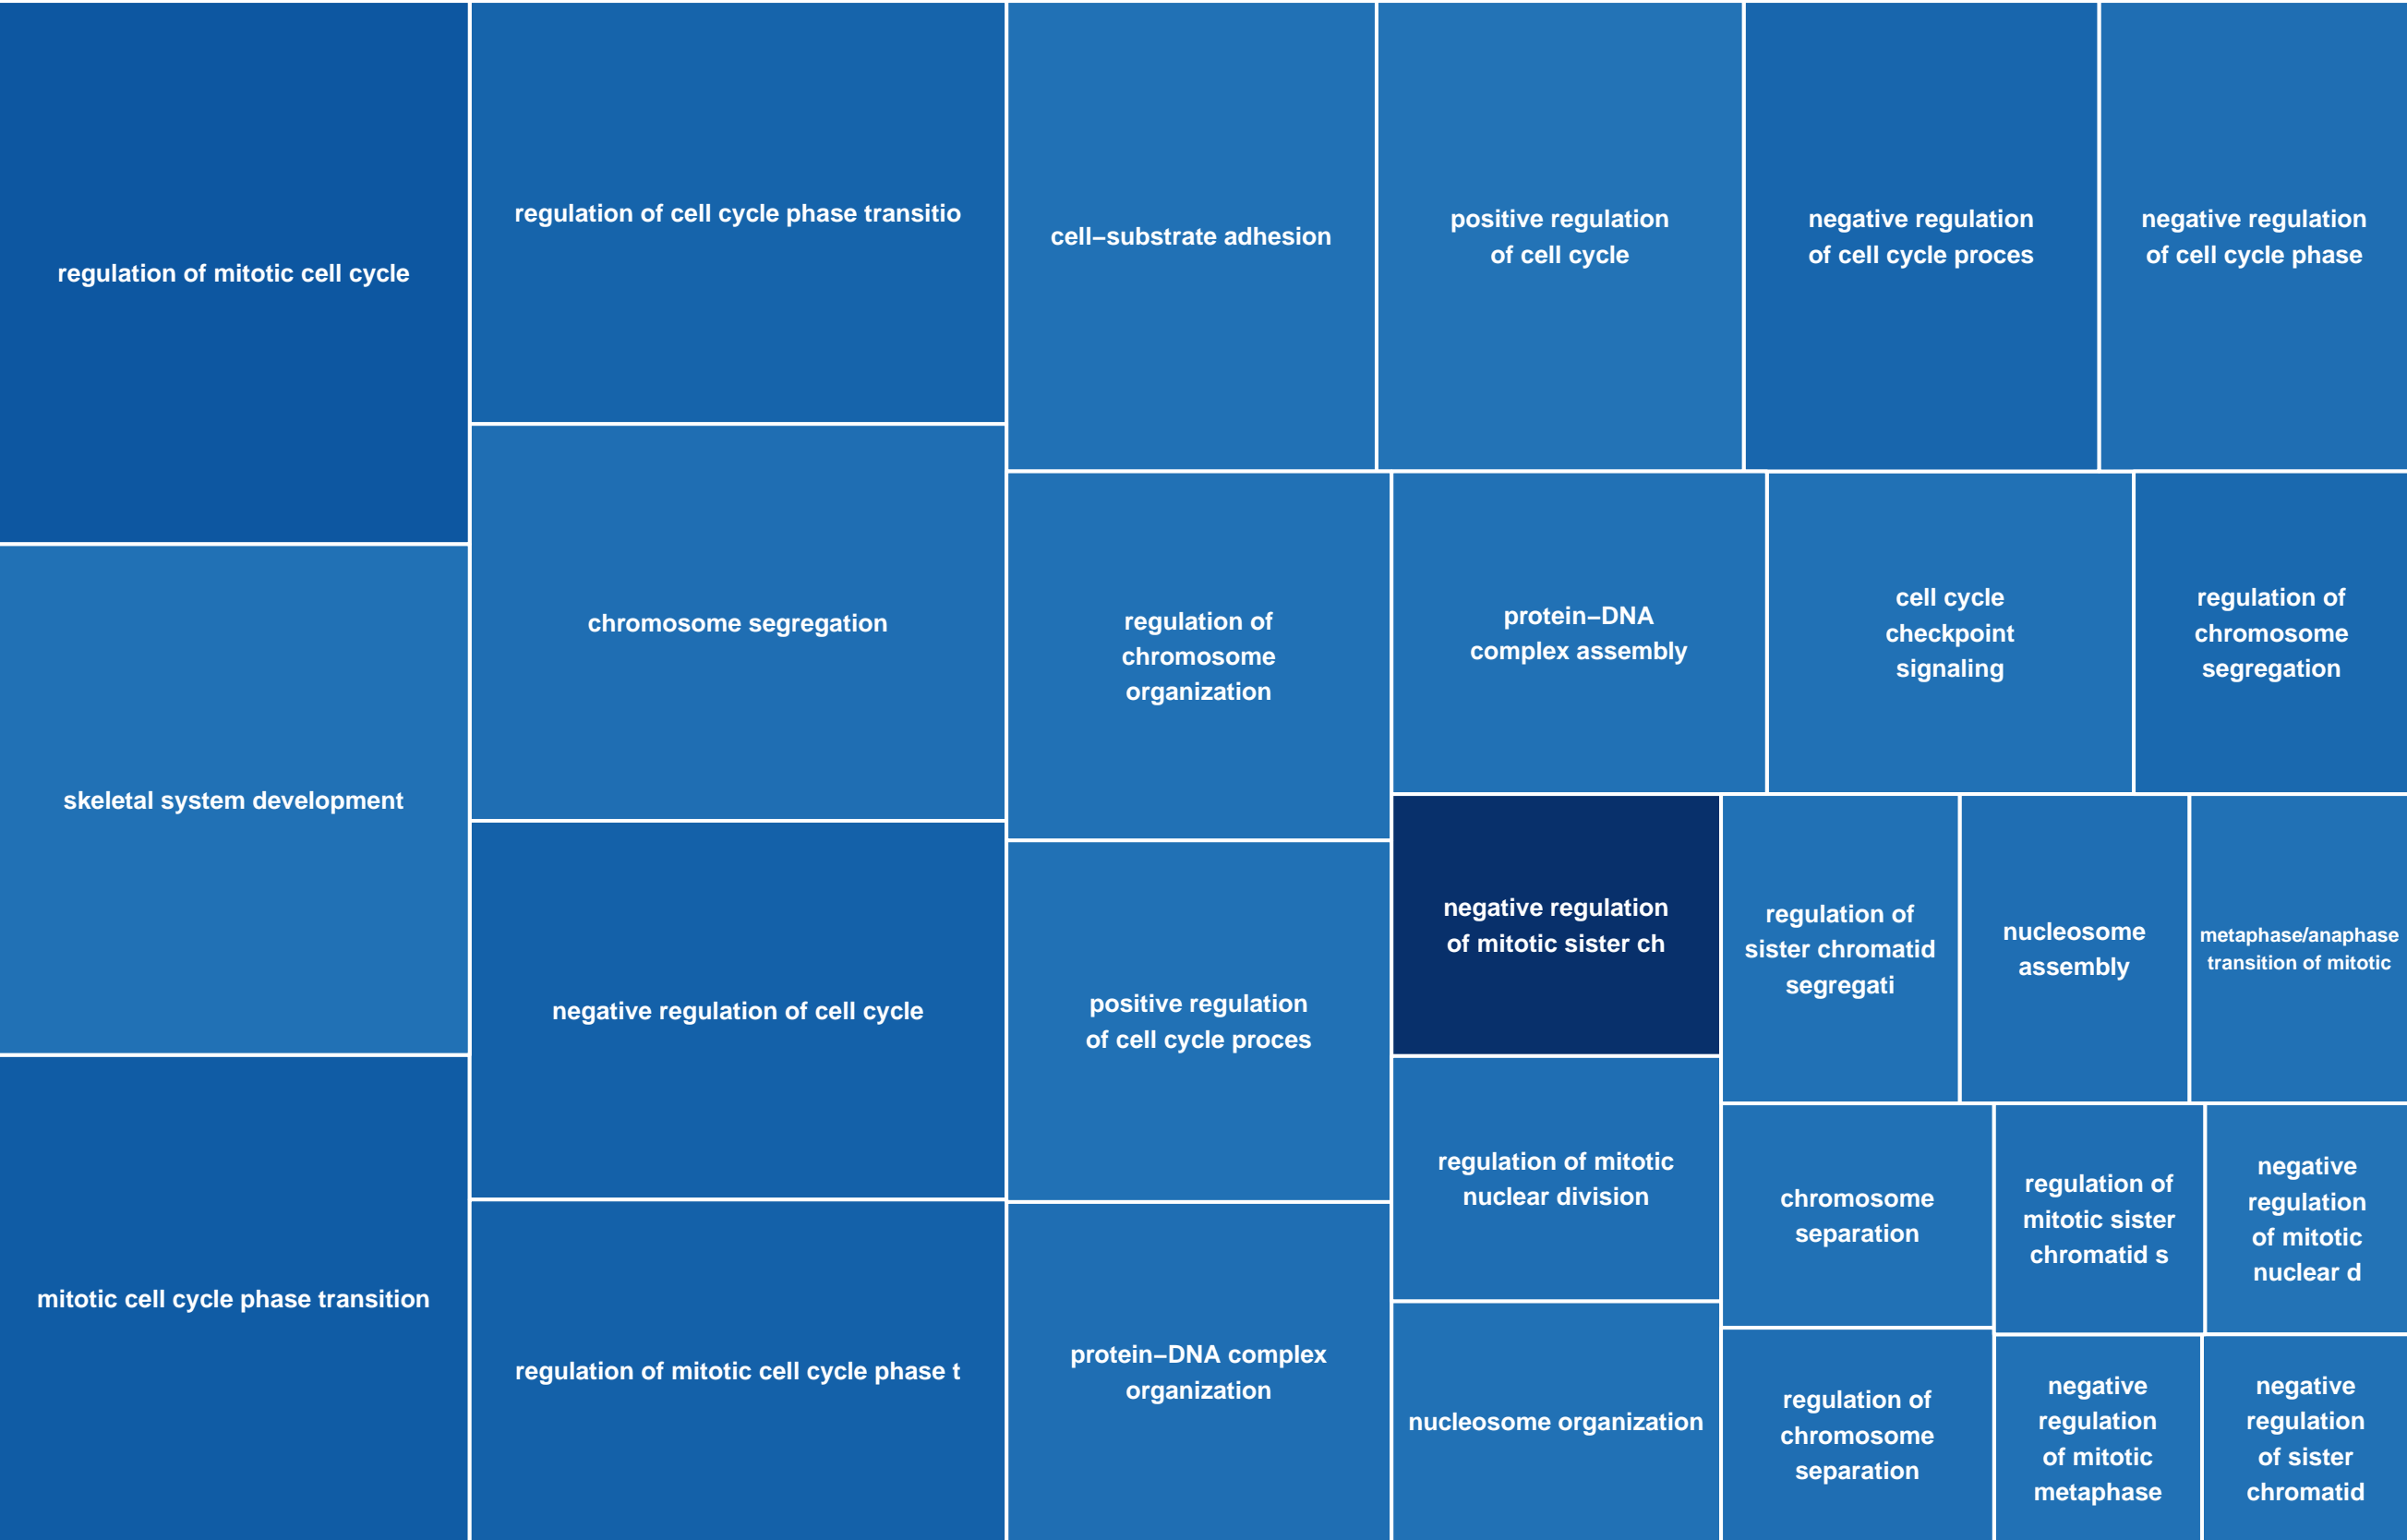 regulation of mitotic cell cycle
skeletal system development
mitotic cell cycle phase transition
regulation of cell cycle phase transitio
chromosome segregation
negative regulation of cell cycle
regulation of mitotic cell cycle phase t
cell−substrate adhesion
positive regulation
of cell cycle
negative regulation
of cell cycle proces
negative regulation
of cell cycle phase
regulation of
chromosome
organization
positive regulation
of cell cycle proces
protein−DNA complex
organization
protein−DNA
complex assembly
cell cycle
checkpoint
signaling
regulation of
chromosome
segregation
negative regulation
of mitotic sister ch
regulation of mitotic
nuclear division
nucleosome organization
regulation of
sister chromatid
segregati
nucleosome
assembly
metaphase/anaphase
transition of mitotic
chromosome
separation
regulation of
chromosome
separation
regulation of
mitotic sister
chromatid s
negative
regulation
of mitotic
nuclear d
negative
regulation
of mitotic
metaphase
negative
regulation
of sister
chromatid